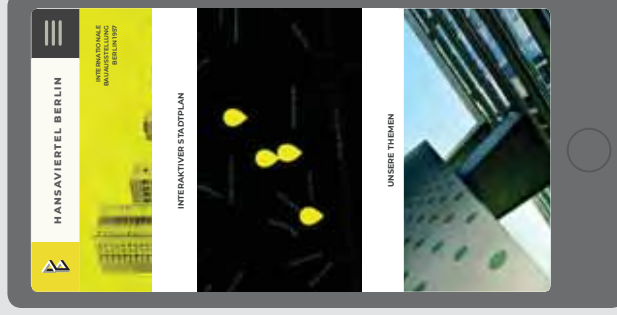 HANSAVIERTEL BERLIN
INTERNATIONALE
BAUAUSSTELLUNG
BERLIN 1957
INTERAKTIVER STADTPLAN
UNSERE THEMEN